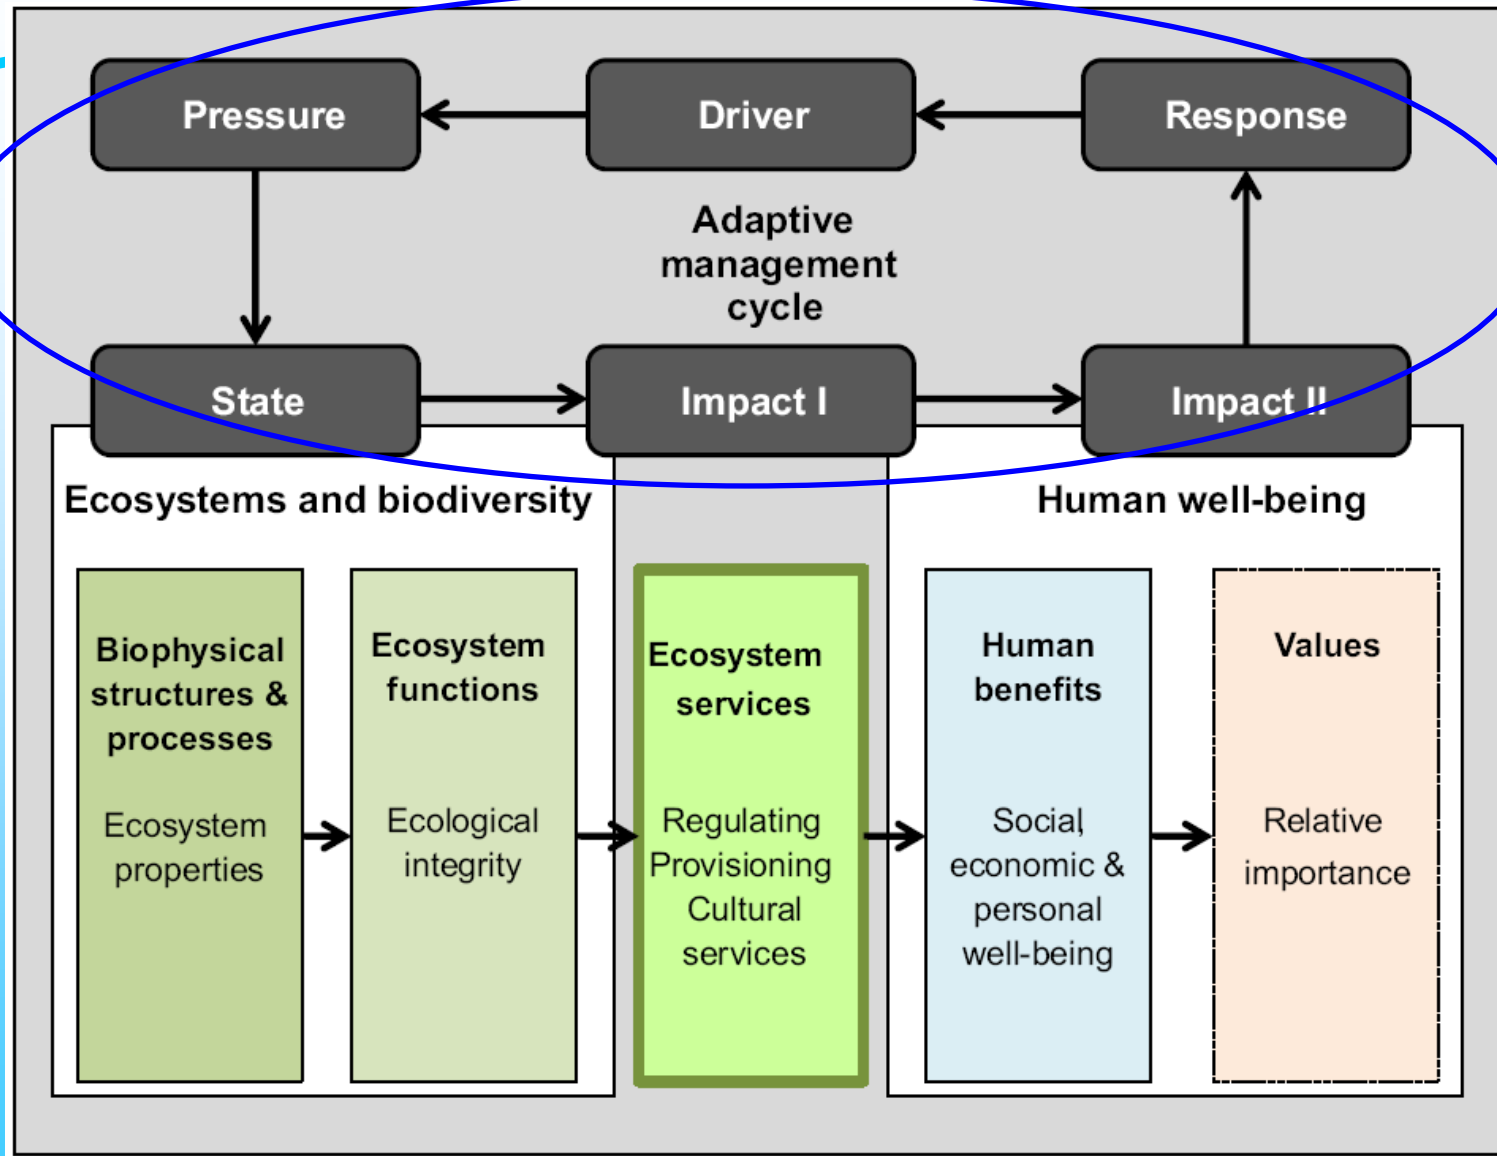 Pressure
Driver
Response
Adaptive
management
cycle
State
Impact I
Impact II
Ecosystems and biodiversity
Human well-being
Biophysical
structures &
processes
Ecosystem
properties
Ecosystem
functions
Ecological
integrity
Ecosystem
services
Regulating
Provisioning
Cultural
services
Human
benefits
Social,
economic &
personal
well-being
Values
Relative
importance